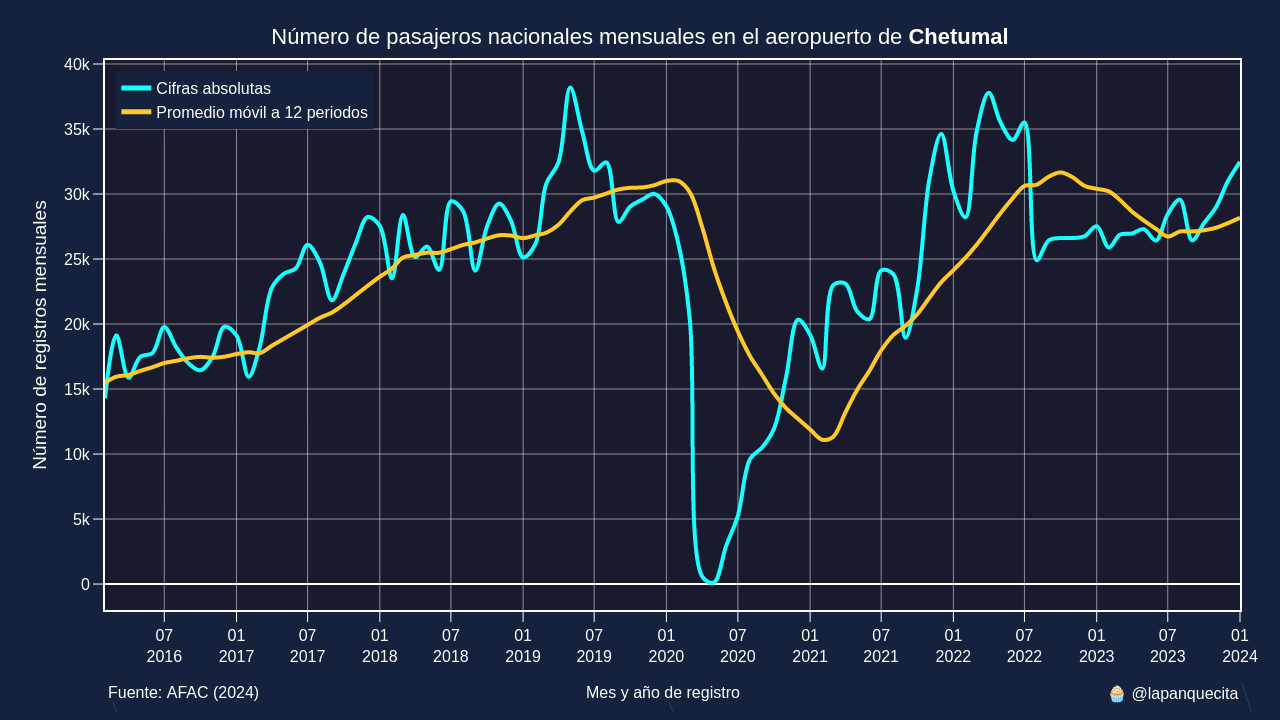 Número de pasajeros nacionales mensuales en el aeropuerto de Chetumal
Cifras absolutas
Promedio móvil a 12 periodos
Número de registros mensuales
40k
35k
30k
25k
20k
15k
10k
5k
0
07 01 07 01 07 01 07 01 07 01 07 01 07 01 07 01
2016 2017 2017 2018 2018 2019 2019 2020 2020 2021 2021 2022 2022 2023 2023 2024
Fuente: AFAC (2024) Mes y año de registro 🧁 @lapanquecita